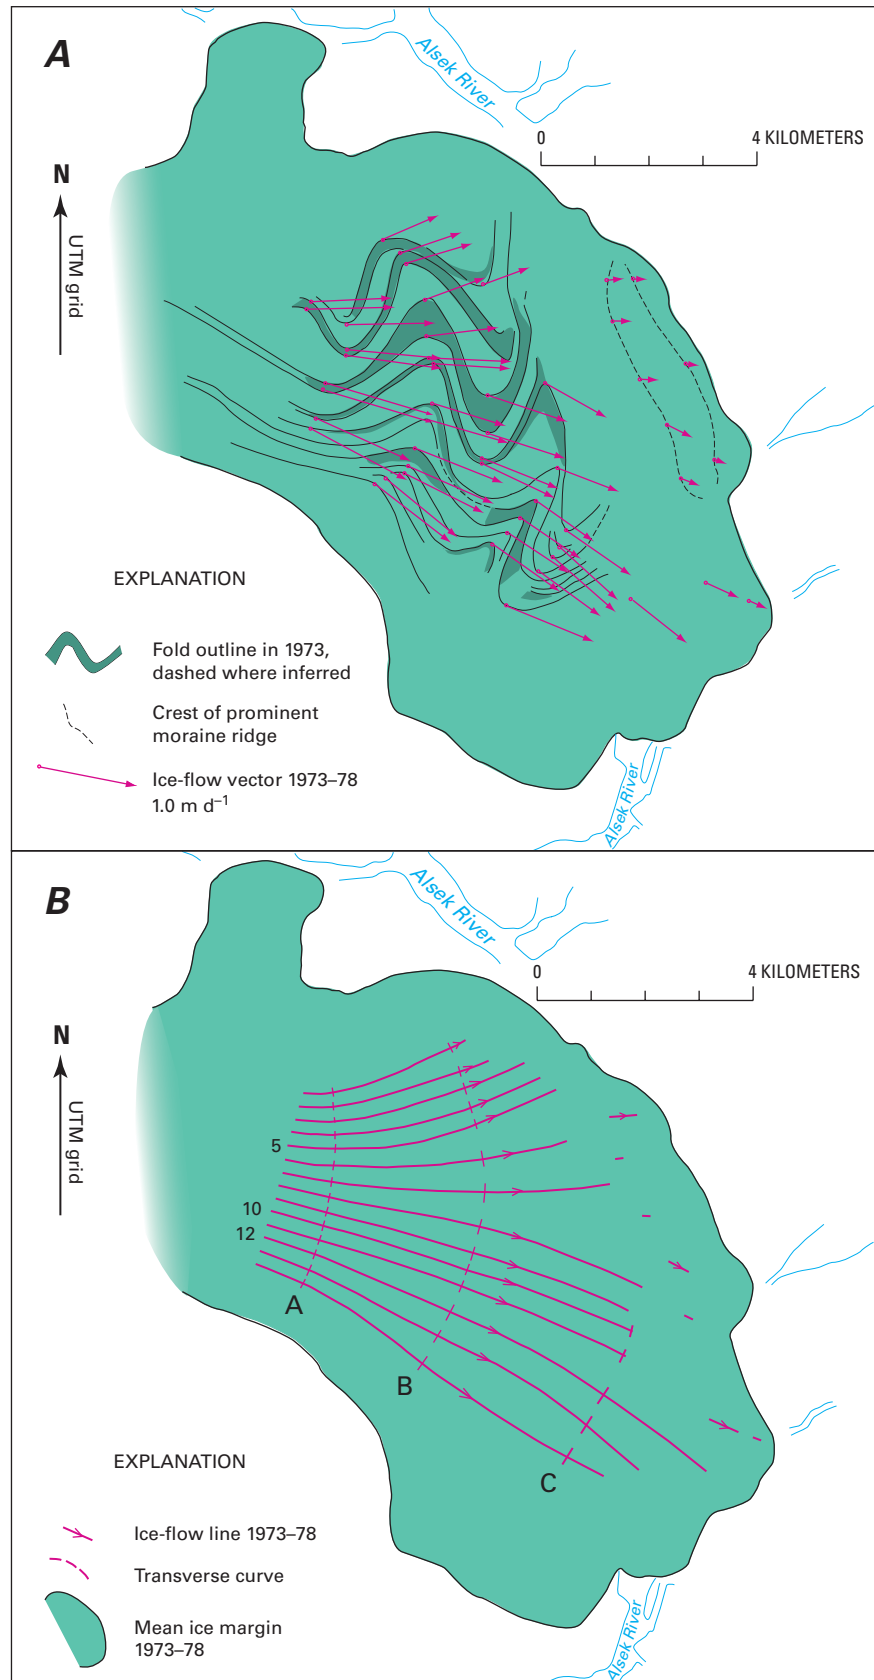 A
Alsek
River
0
4 KILOMETERS
N
UTM grid
EXPLANATION
Fold outline in 1973,
dashed where inferred
Crest of prominent
moraine ridge
Ice-flow vector 1973–78
1.0 m d–1
Alsek River
B
Alsek
River
0
4 KILOMETERS
N
UTM grid
5
10
12
A
B
C
EXPLANATION
Ice-flow line 1973–78
Transverse curve
Mean ice margin
1973–78
Alsek River